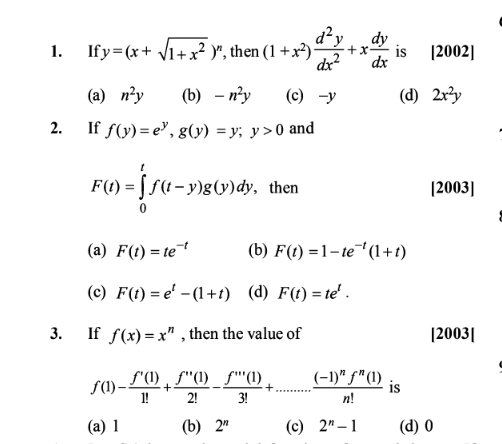 1. If y = (x + √(1 + x²))ⁿ, then (1 + x²) d²y/dx² + x dy/dx is |2002]
(a) n²y (b) – n²y (c) –y (d) 2x²y
2. If f(y) = eʸ, g(y) = y; y > 0 and
F(t) = ∫₀ᵗ f(t – y)g(y)dy, then |2003]
(a) F(t) = te⁻ᵗ (b) F(t) = 1 – te⁻ᵗ(1 + t)
(c) F(t) = eᵗ – (1 + t) (d) F(t) = teᵗ .
3. If f(x) = xⁿ , then the value of |2003]
f(1) – f'(1)/1! + f''(1)/2! – f'''(1)/3! + .......... (–1)ⁿ fⁿ(1)/n! is
(a) 1 (b) 2ⁿ (c) 2ⁿ – 1 (d) 0